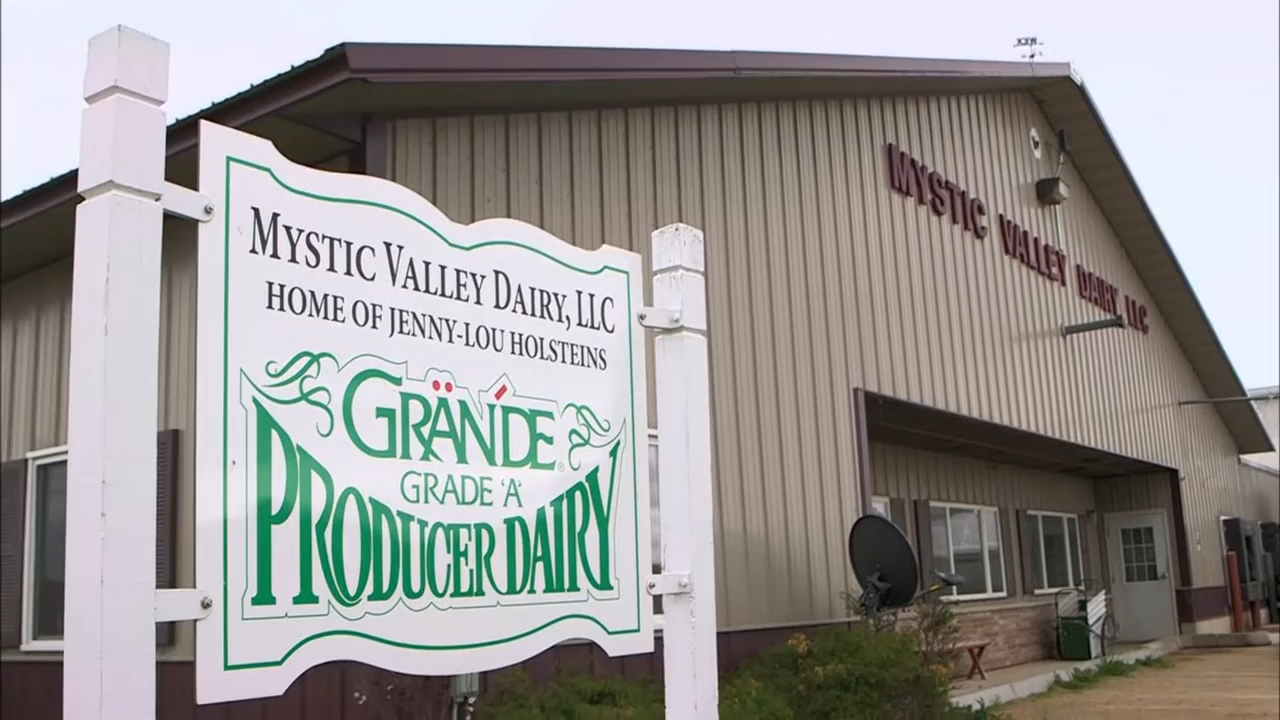 MYSTIC VALLEY DAIRY, LLC
HOME OF JENNY-LOU HOLSTEINS
GRÄNDE®
GRADE 'A'
PRODUCER DAIRY
MYSTIC VALLEY DAIRY, LLC